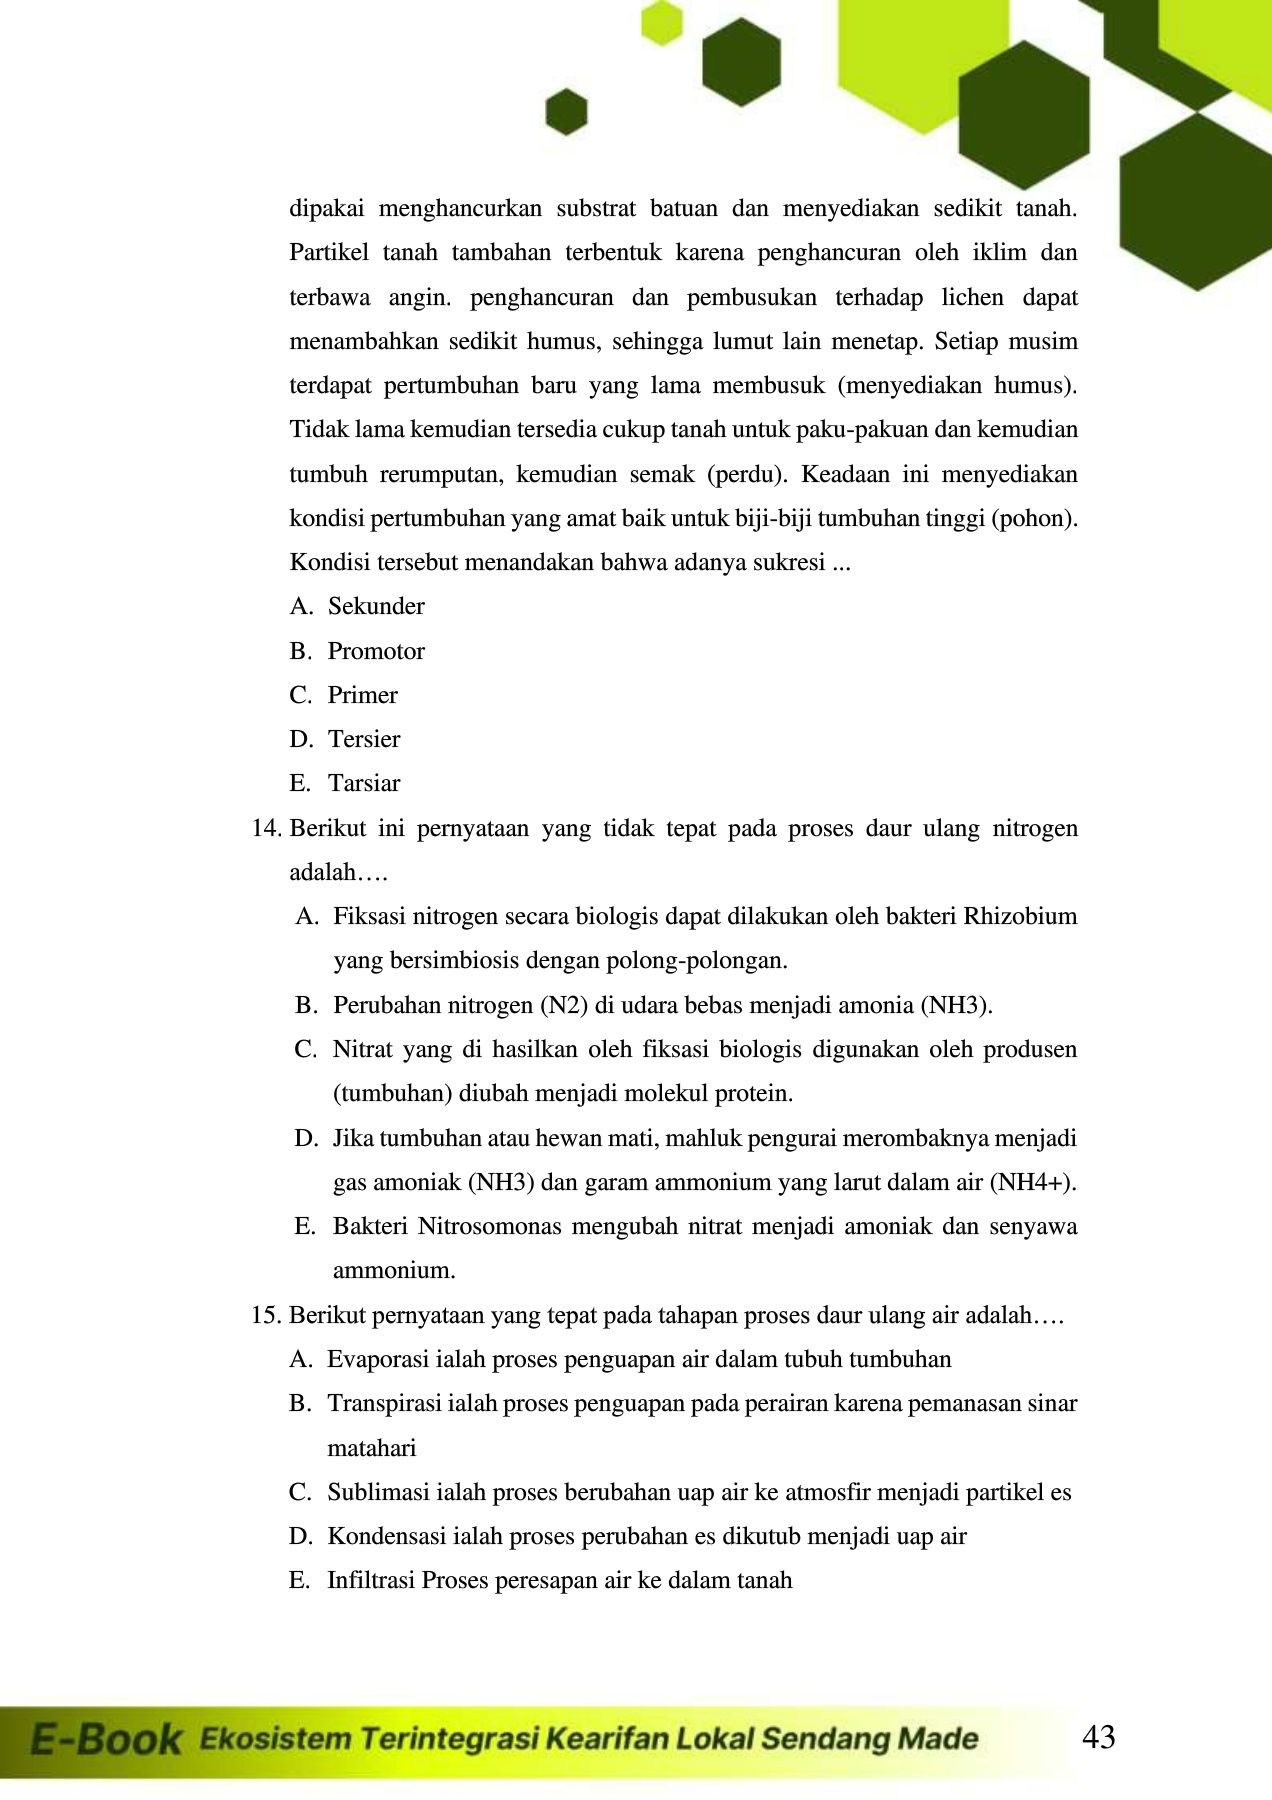 dipakai menghancurkan substrat batuan dan menyediakan sedikit tanah.
Partikel tanah tambahan terbentuk karena penghancuran oleh iklim dan
terbawa angin. penghancuran dan pembusukan terhadap lichen dapat
menambahkan sedikit humus, sehingga lumut lain menetap. Setiap musim
terdapat pertumbuhan baru yang lama membusuk (menyediakan humus).
Tidak lama kemudian tersedia cukup tanah untuk paku-pakuan dan kemudian
tumbuh rerumputan, kemudian semak (perdu). Keadaan ini menyediakan
kondisi pertumbuhan yang amat baik untuk biji-biji tumbuhan tinggi (pohon).
Kondisi tersebut menandakan bahwa adanya sukresi ...
A. Sekunder
B. Promotor
C. Primer
D. Tersier
E. Tarsiar
14. Berikut ini pernyataan yang tidak tepat pada proses daur ulang nitrogen
adalah….
A. Fiksasi nitrogen secara biologis dapat dilakukan oleh bakteri Rhizobium
yang bersimbiosis dengan polong-polongan.
B. Perubahan nitrogen (N2) di udara bebas menjadi amonia (NH3).
C. Nitrat yang di hasilkan oleh fiksasi biologis digunakan oleh produsen
(tumbuhan) diubah menjadi molekul protein.
D. Jika tumbuhan atau hewan mati, mahluk pengurai merombaknya menjadi
gas amoniak (NH3) dan garam ammonium yang larut dalam air (NH4+).
E. Bakteri Nitrosomonas mengubah nitrat menjadi amoniak dan senyawa
ammonium.
15. Berikut pernyataan yang tepat pada tahapan proses daur ulang air adalah….
A. Evaporasi ialah proses penguapan air dalam tubuh tumbuhan
B. Transpirasi ialah proses penguapan pada perairan karena pemanasan sinar
matahari
C. Sublimasi ialah proses berubahan uap air ke atmosfir menjadi partikel es
D. Kondensasi ialah proses perubahan es dikutub menjadi uap air
E. Infiltrasi Proses peresapan air ke dalam tanah
E-Book Ekosistem Terintegrasi Kearifan Lokal Sendang Made 43